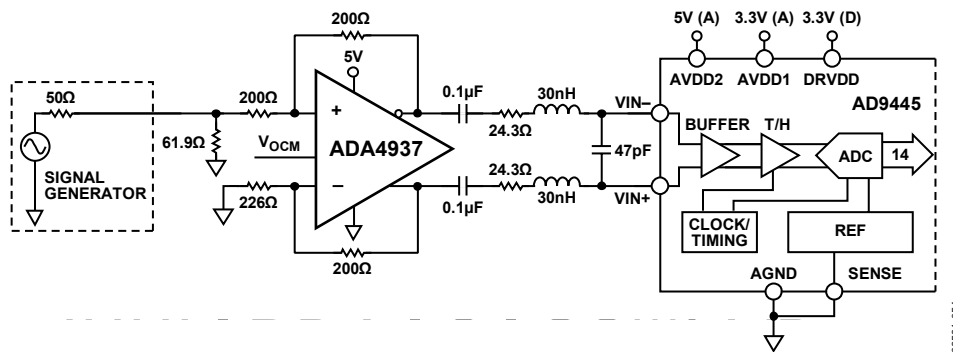 200Ω
5V (A)
3.3V (A)
3.3V (D)
5V
AVDD2
AVDD1
DRVDD
50Ω
200Ω
0.1µF
30nH
VIN–
AD9445
+
24.3Ω
BUFFER
T/H
61.9Ω
VOCM
ADA4937
47pF
ADC
14
SIGNAL
GENERATOR
24.3Ω
–
226Ω
0.1µF
30nH
VIN+
CLOCK/
TIMING
REF
200Ω
AGND
SENSE